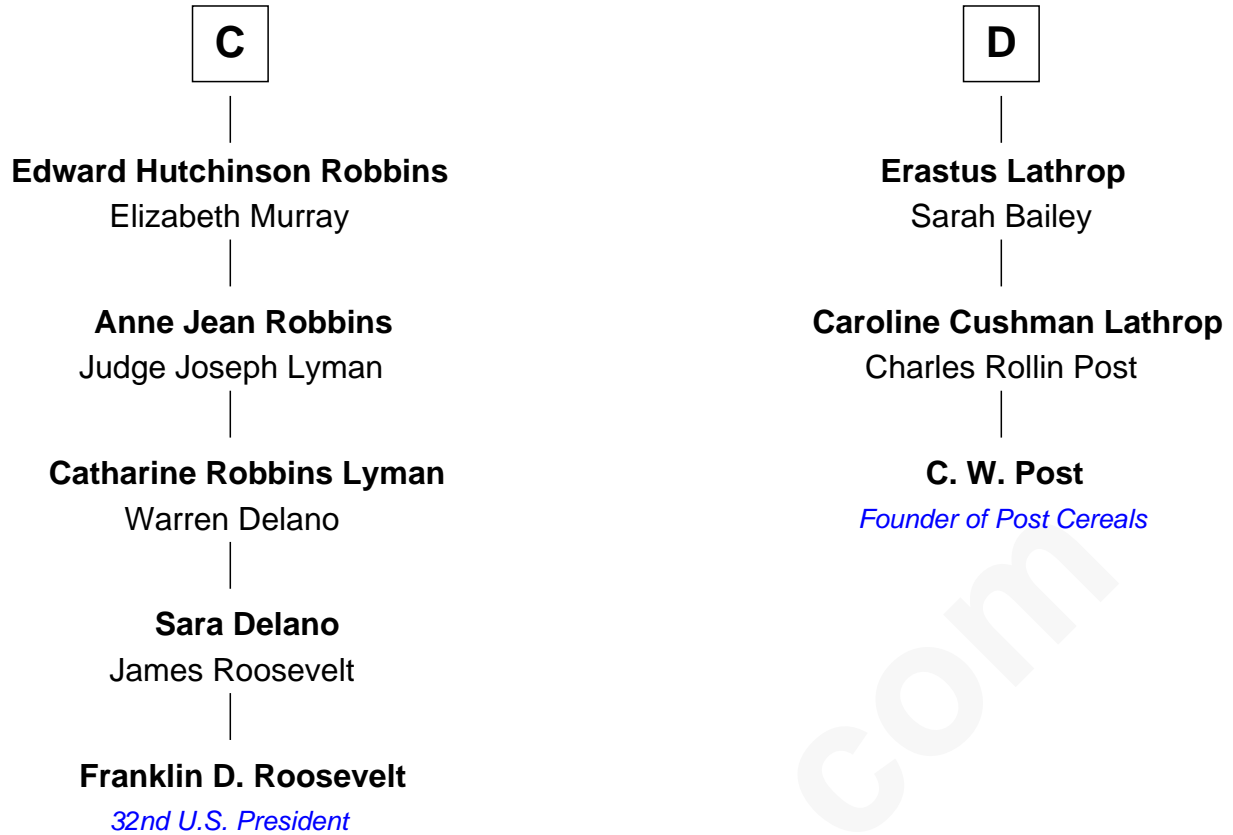 C
Edward Hutchinson Robbins
Elizabeth Murray
Anne Jean Robbins
Judge Joseph Lyman
Catharine Robbins Lyman
Warren Delano
Sara Delano
James Roosevelt
Franklin D. Roosevelt
32nd U.S. President
D
Erastus Lathrop
Sarah Bailey
Caroline Cushman Lathrop
Charles Rollin Post
C. W. Post
Founder of Post Cereals
com